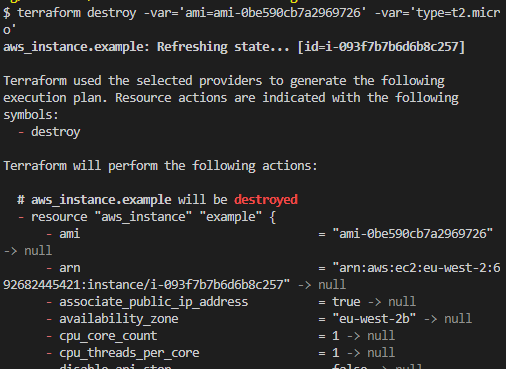 $ terraform destroy -var='ami=ami-0be590cb7a2969726' -var='type=t2.micr
o'
aws_instance.example: Refreshing state... [id=i-093f7b7b6d6b8c257]
Terraform used the selected providers to generate the following
execution plan. Resource actions are indicated with the following
symbols:
- destroy
Terraform will perform the following actions:
# aws_instance.example will be destroyed
- resource "aws_instance" "example" {
- ami = "ami-0be590cb7a2969726"
-> null
- arn = "arn:aws:ec2:eu-west-2:6
92682445421:instance/i-093f7b7b6d6b8c257" -> null
- associate_public_ip_address = true -> null
- availability_zone = "eu-west-2b" -> null
- cpu_core_count = 1 -> null
- cpu_threads_per_core = 1 -> null
- disable_api_stop = false -> null